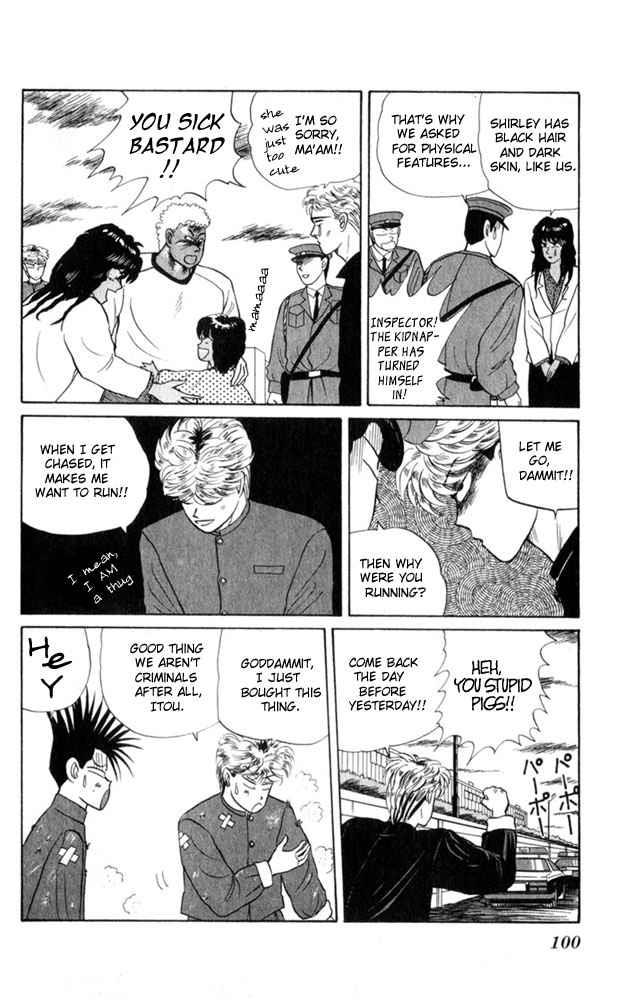 SHIRLEY HAS
BLACK HAIR
AND DARK
SKIN, LIKE US.
THAT'S WHY
WE ASKED
FOR PHYSICAL
FEATURES...
INSPECTOR!
THE KIDNAP-
PER HAS
TURNED
HIMSELF
IN!
I'M SO
SORRY,
MA'AM!!
she
was
just
too
cute
YOU SICK
BASTARD
!!
mamaaaa
LET ME
GO,
DAMMIT!!
THEN WHY
WERE YOU
RUNNING?
WHEN I GET
CHASED, IT
MAKES ME
WANT TO RUN!!
I mean,
I AM
a thug
HEH,
YOU STUPID
PIGS!!
COME BACK
THE DAY
BEFORE
YESTERDAY!!
パーポー
パーポー
GODDAMMIT,
I JUST
BOUGHT THIS
THING.
GOOD THING
WE AREN'T
CRIMINALS
AFTER ALL,
ITOU.
HeY
100